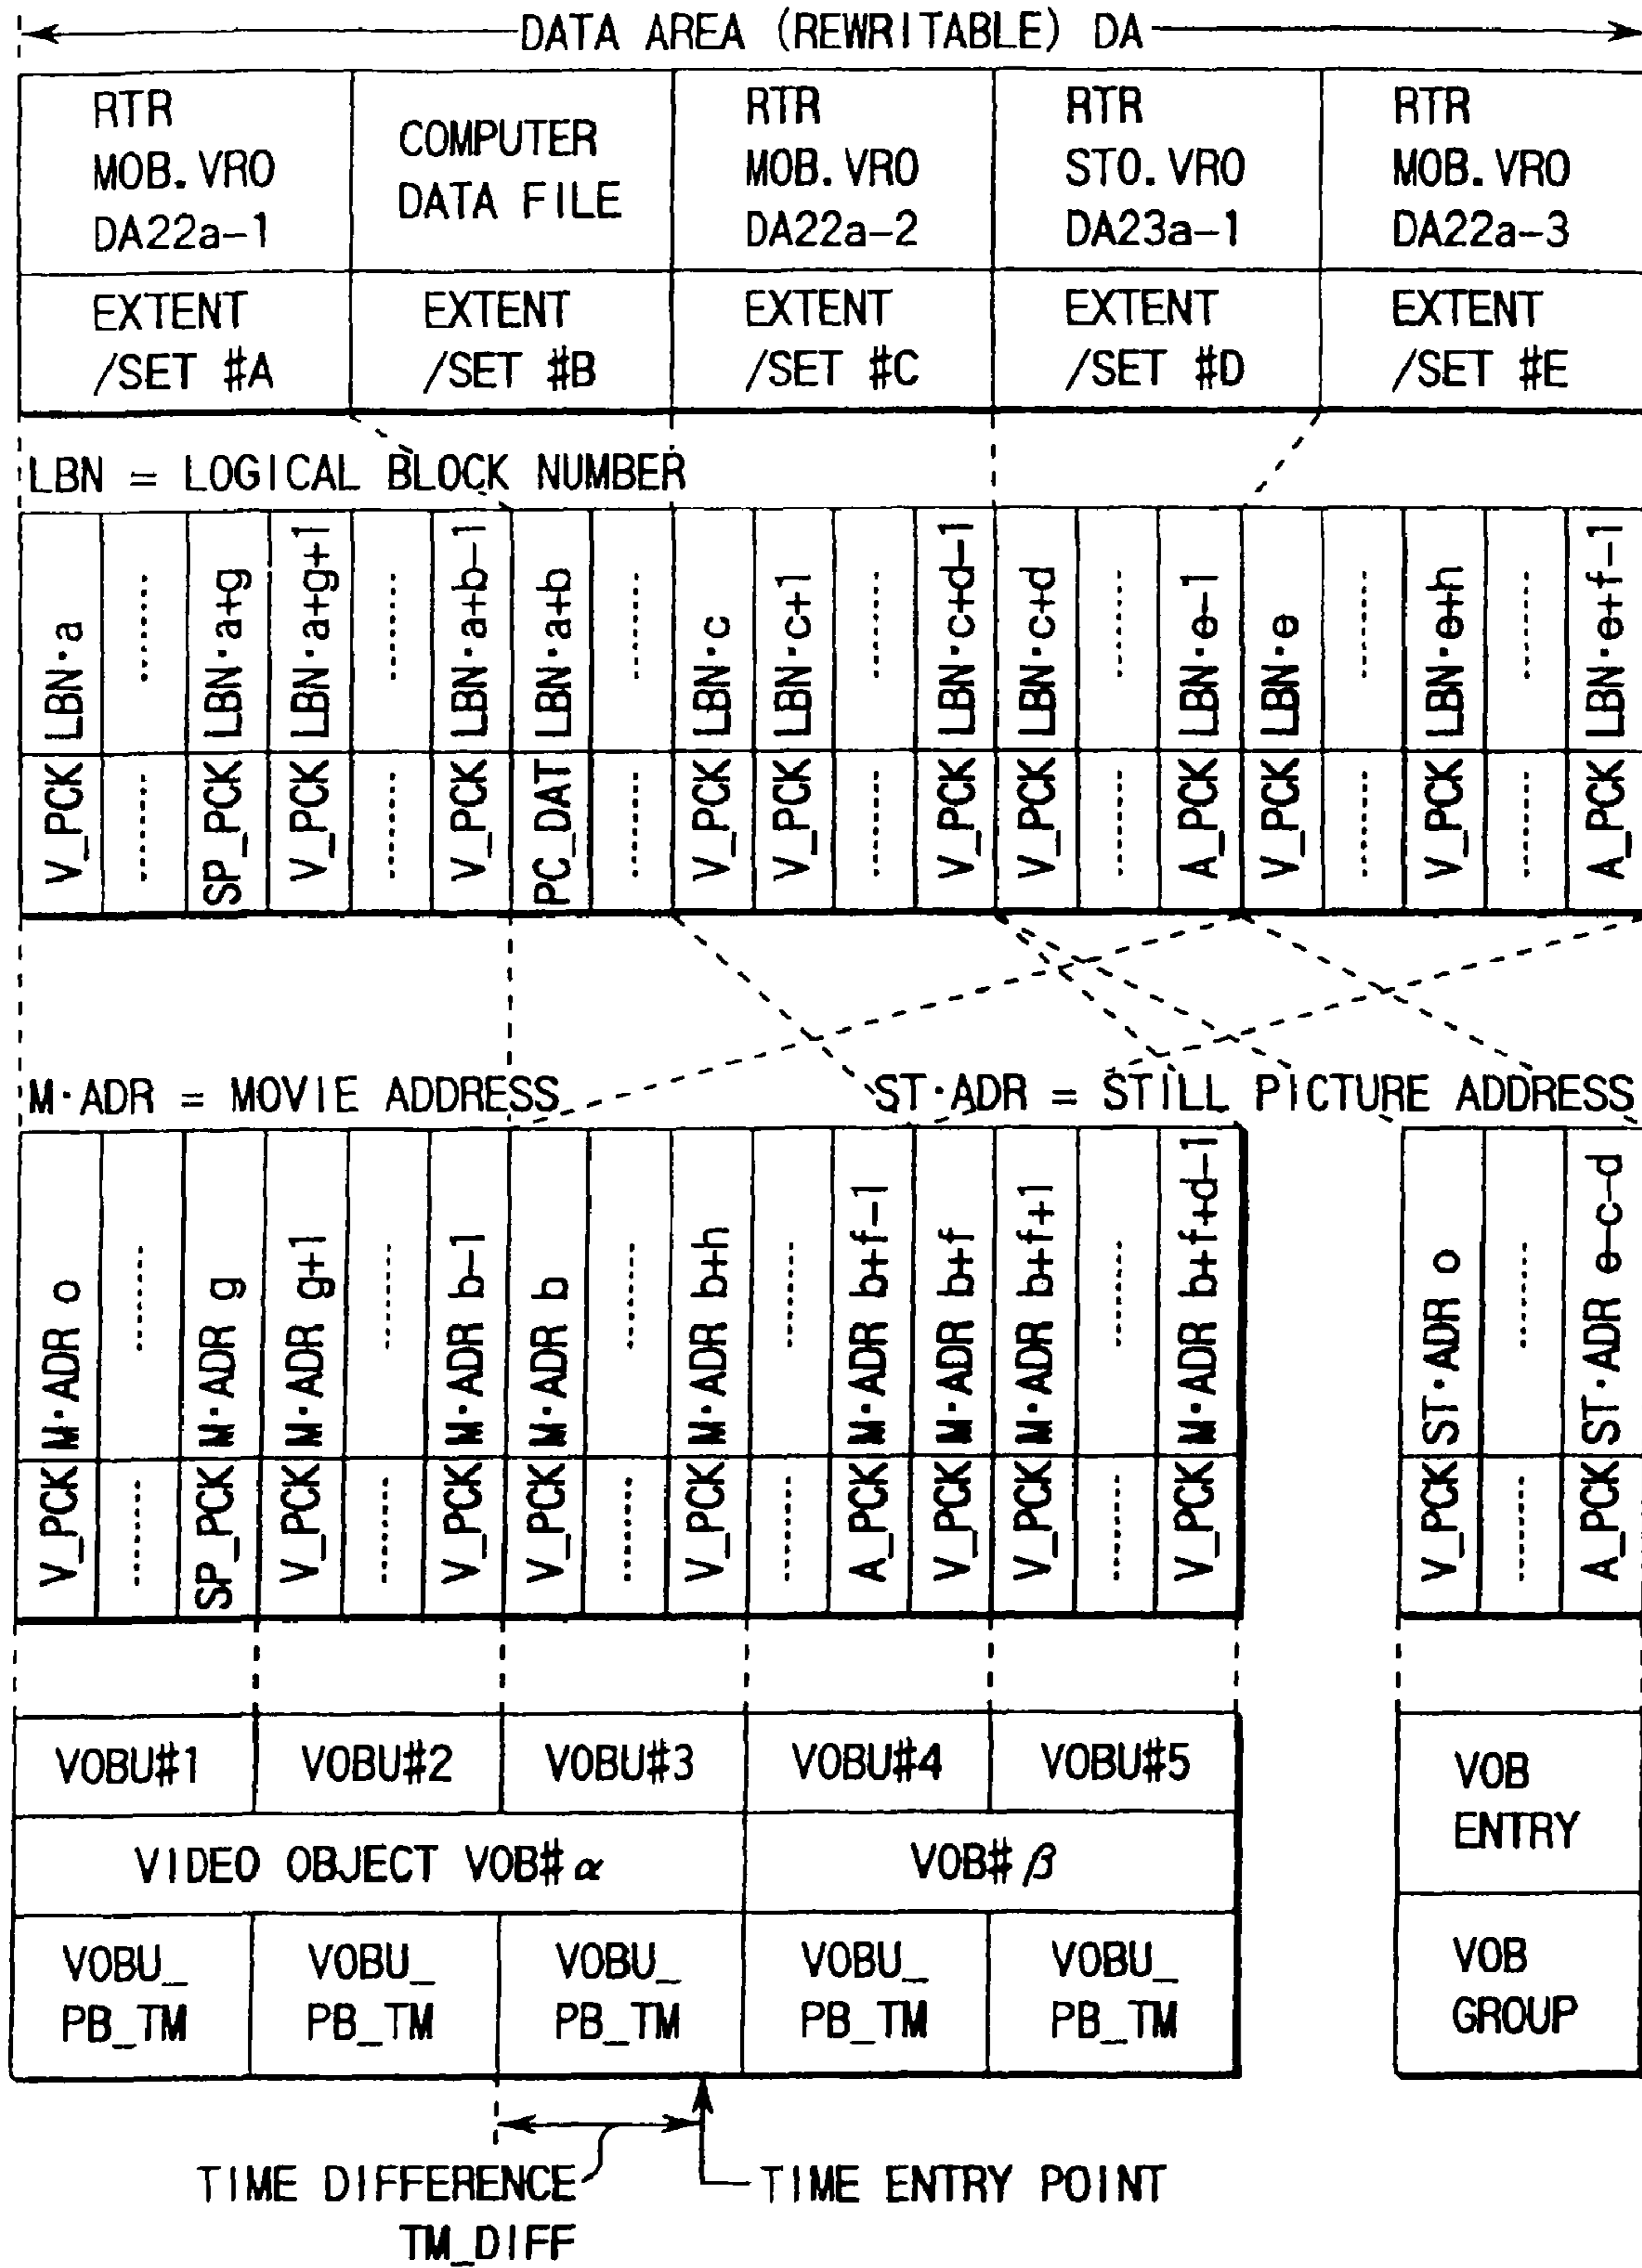 DATA AREA (REWRITABLE) DA
RTR
MOB.VRO
DA22a-1
COMPUTER
DATA FILE
RTR
MOB.VRO
DA22a-2
RTR
STO.VRO
DA23a-1
RTR
MOB.VRO
DA22a-3
EXTENT
/SET #A
EXTENT
/SET #B
EXTENT
/SET #C
EXTENT
/SET #D
EXTENT
/SET #E
LBN = LOGICAL BLOCK NUMBER
LBN·a
LBN·a+g
LBN·a+g+1
LBN·a+b-1
LBN·a+b
LBN·c
LBN·c+1
LBN·c+d-1
LBN·c+d
LBN·e-1
LBN·e
LBN·e+h
LBN·e+f-1
V_PCK
SP_PCK
V_PCK
V_PCK
PC_DAT
V_PCK
V_PCK
V_PCK
V_PCK
A_PCK
V_PCK
V_PCK
A_PCK
M·ADR = MOVIE ADDRESS
ST·ADR = STILL PICTURE ADDRESS
M·ADR o
M·ADR g
M·ADR g+1
M·ADR b-1
M·ADR b
M·ADR b+h
M·ADR b+f-1
M·ADR b+f
M·ADR b+f+1
M·ADR b+f+d-1
ST·ADR o
ST·ADR e-c-d
V_PCK
SP_PCK
V_PCK
V_PCK
V_PCK
V_PCK
A_PCK
V_PCK
V_PCK
V_PCK
V_PCK
A_PCK
VOBU#1
VOBU#2
VOBU#3
VOBU#4
VOBU#5
VOB
ENTRY
VIDEO OBJECT VOB#α
VOB#β
VOBU_
PB_TM
VOBU_
PB_TM
VOBU_
PB_TM
VOBU_
PB_TM
VOBU_
PB_TM
VOB
GROUP
TIME DIFFERENCE
TM_DIFF
TIME ENTRY POINT